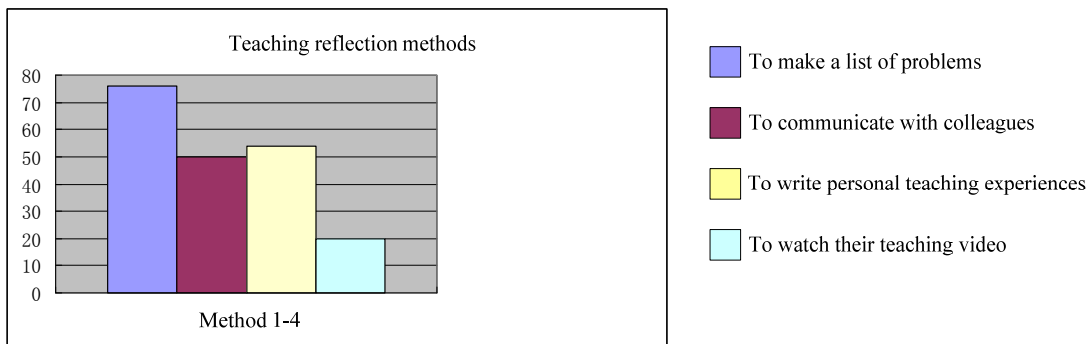 Teaching reflection methods
80
70
60
50
40
30
20
10
0
Method 1-4
To make a list of problems
To communicate with colleagues
To write personal teaching experiences
To watch their teaching video